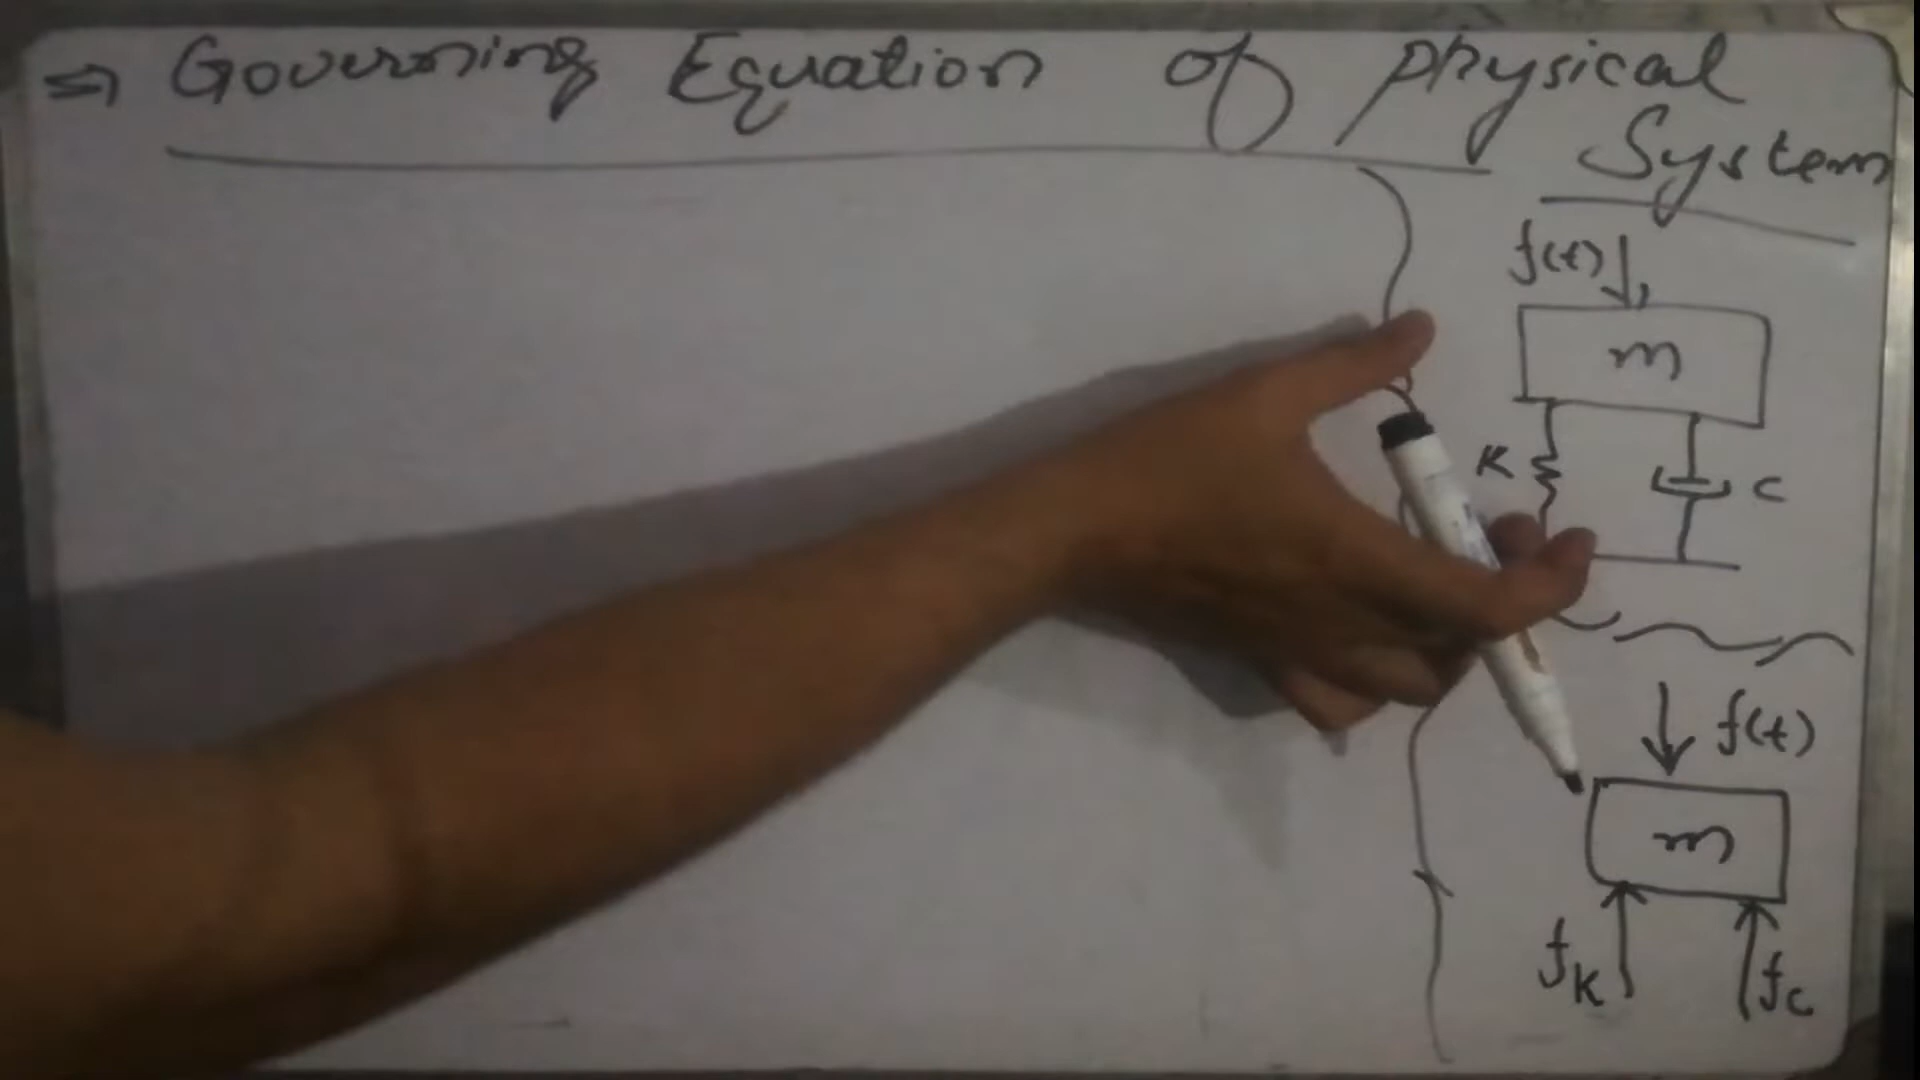 ⇒ Governing Equation of physical
System
f(t)
m
K
c
f(t)
m
fK
fc